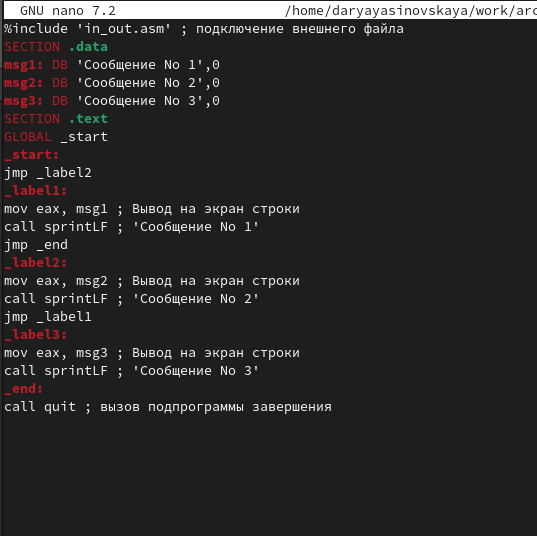 GNU nano 7.2 /home/daryayasinovskaya/work/arc
%include 'in_out.asm' ; подключение внешнего файла
SECTION .data
msg1: DB 'Сообщение No 1',0
msg2: DB 'Сообщение No 2',0
msg3: DB 'Сообщение No 3',0
SECTION .text
GLOBAL _start
_start:
jmp _label2
_label1:
mov eax, msg1 ; Вывод на экран строки
call sprintLF ; 'Сообщение No 1'
jmp _end
_label2:
mov eax, msg2 ; Вывод на экран строки
call sprintLF ; 'Сообщение No 2'
jmp _label1
_label3:
mov eax, msg3 ; Вывод на экран строки
call sprintLF ; 'Сообщение No 3'
_end:
call quit ; вызов подпрограммы завершения